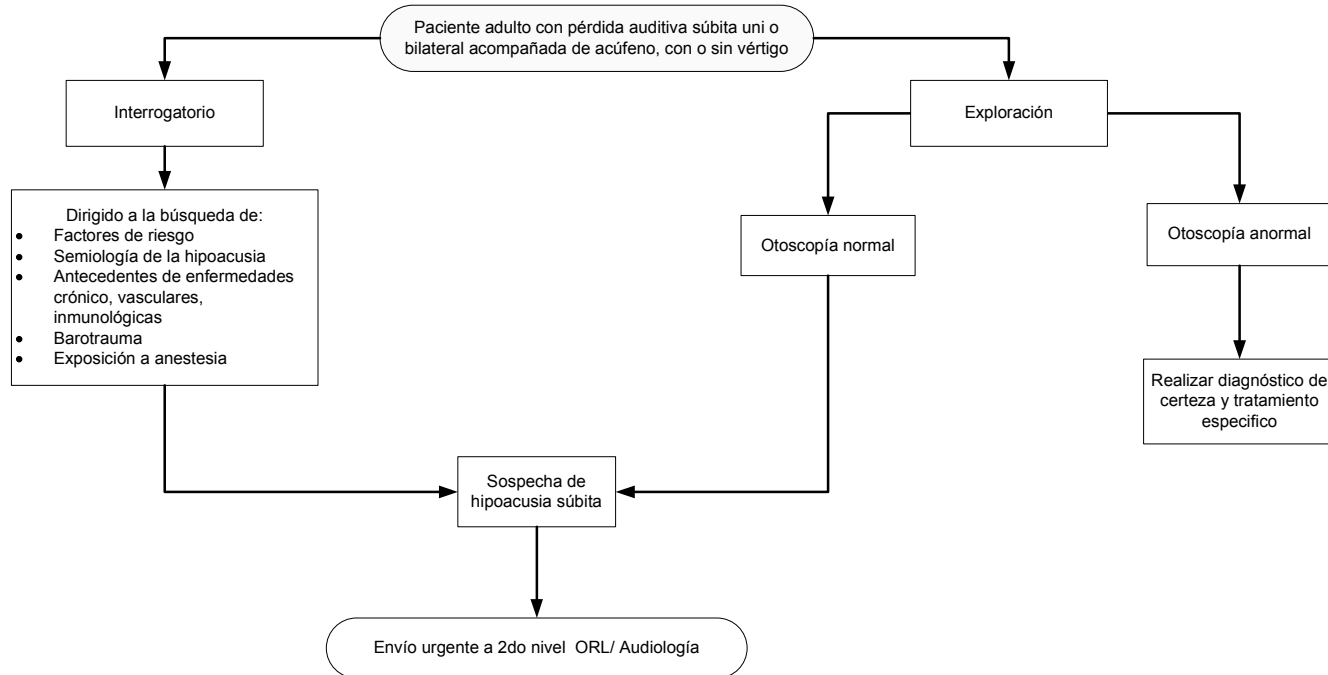 Paciente adulto con pérdida auditiva súbita uni o
bilateral acompañada de acúfeno, con o sin vértigo
Interrogatorio
Exploración
Dirigido a la búsqueda de:
• Factores de riesgo
• Semiología de la hipoacusia
• Antecedentes de enfermedades
crónico, vasculares,
inmunológicas
• Barotrauma
• Exposición a anestesia
Otoscopía normal
Otoscopía anormal
Realizar diagnóstico de
certeza y tratamiento
especifico
Sospecha de
hipoacusia súbita
Envío urgente a 2do nivel ORL/ Audiología